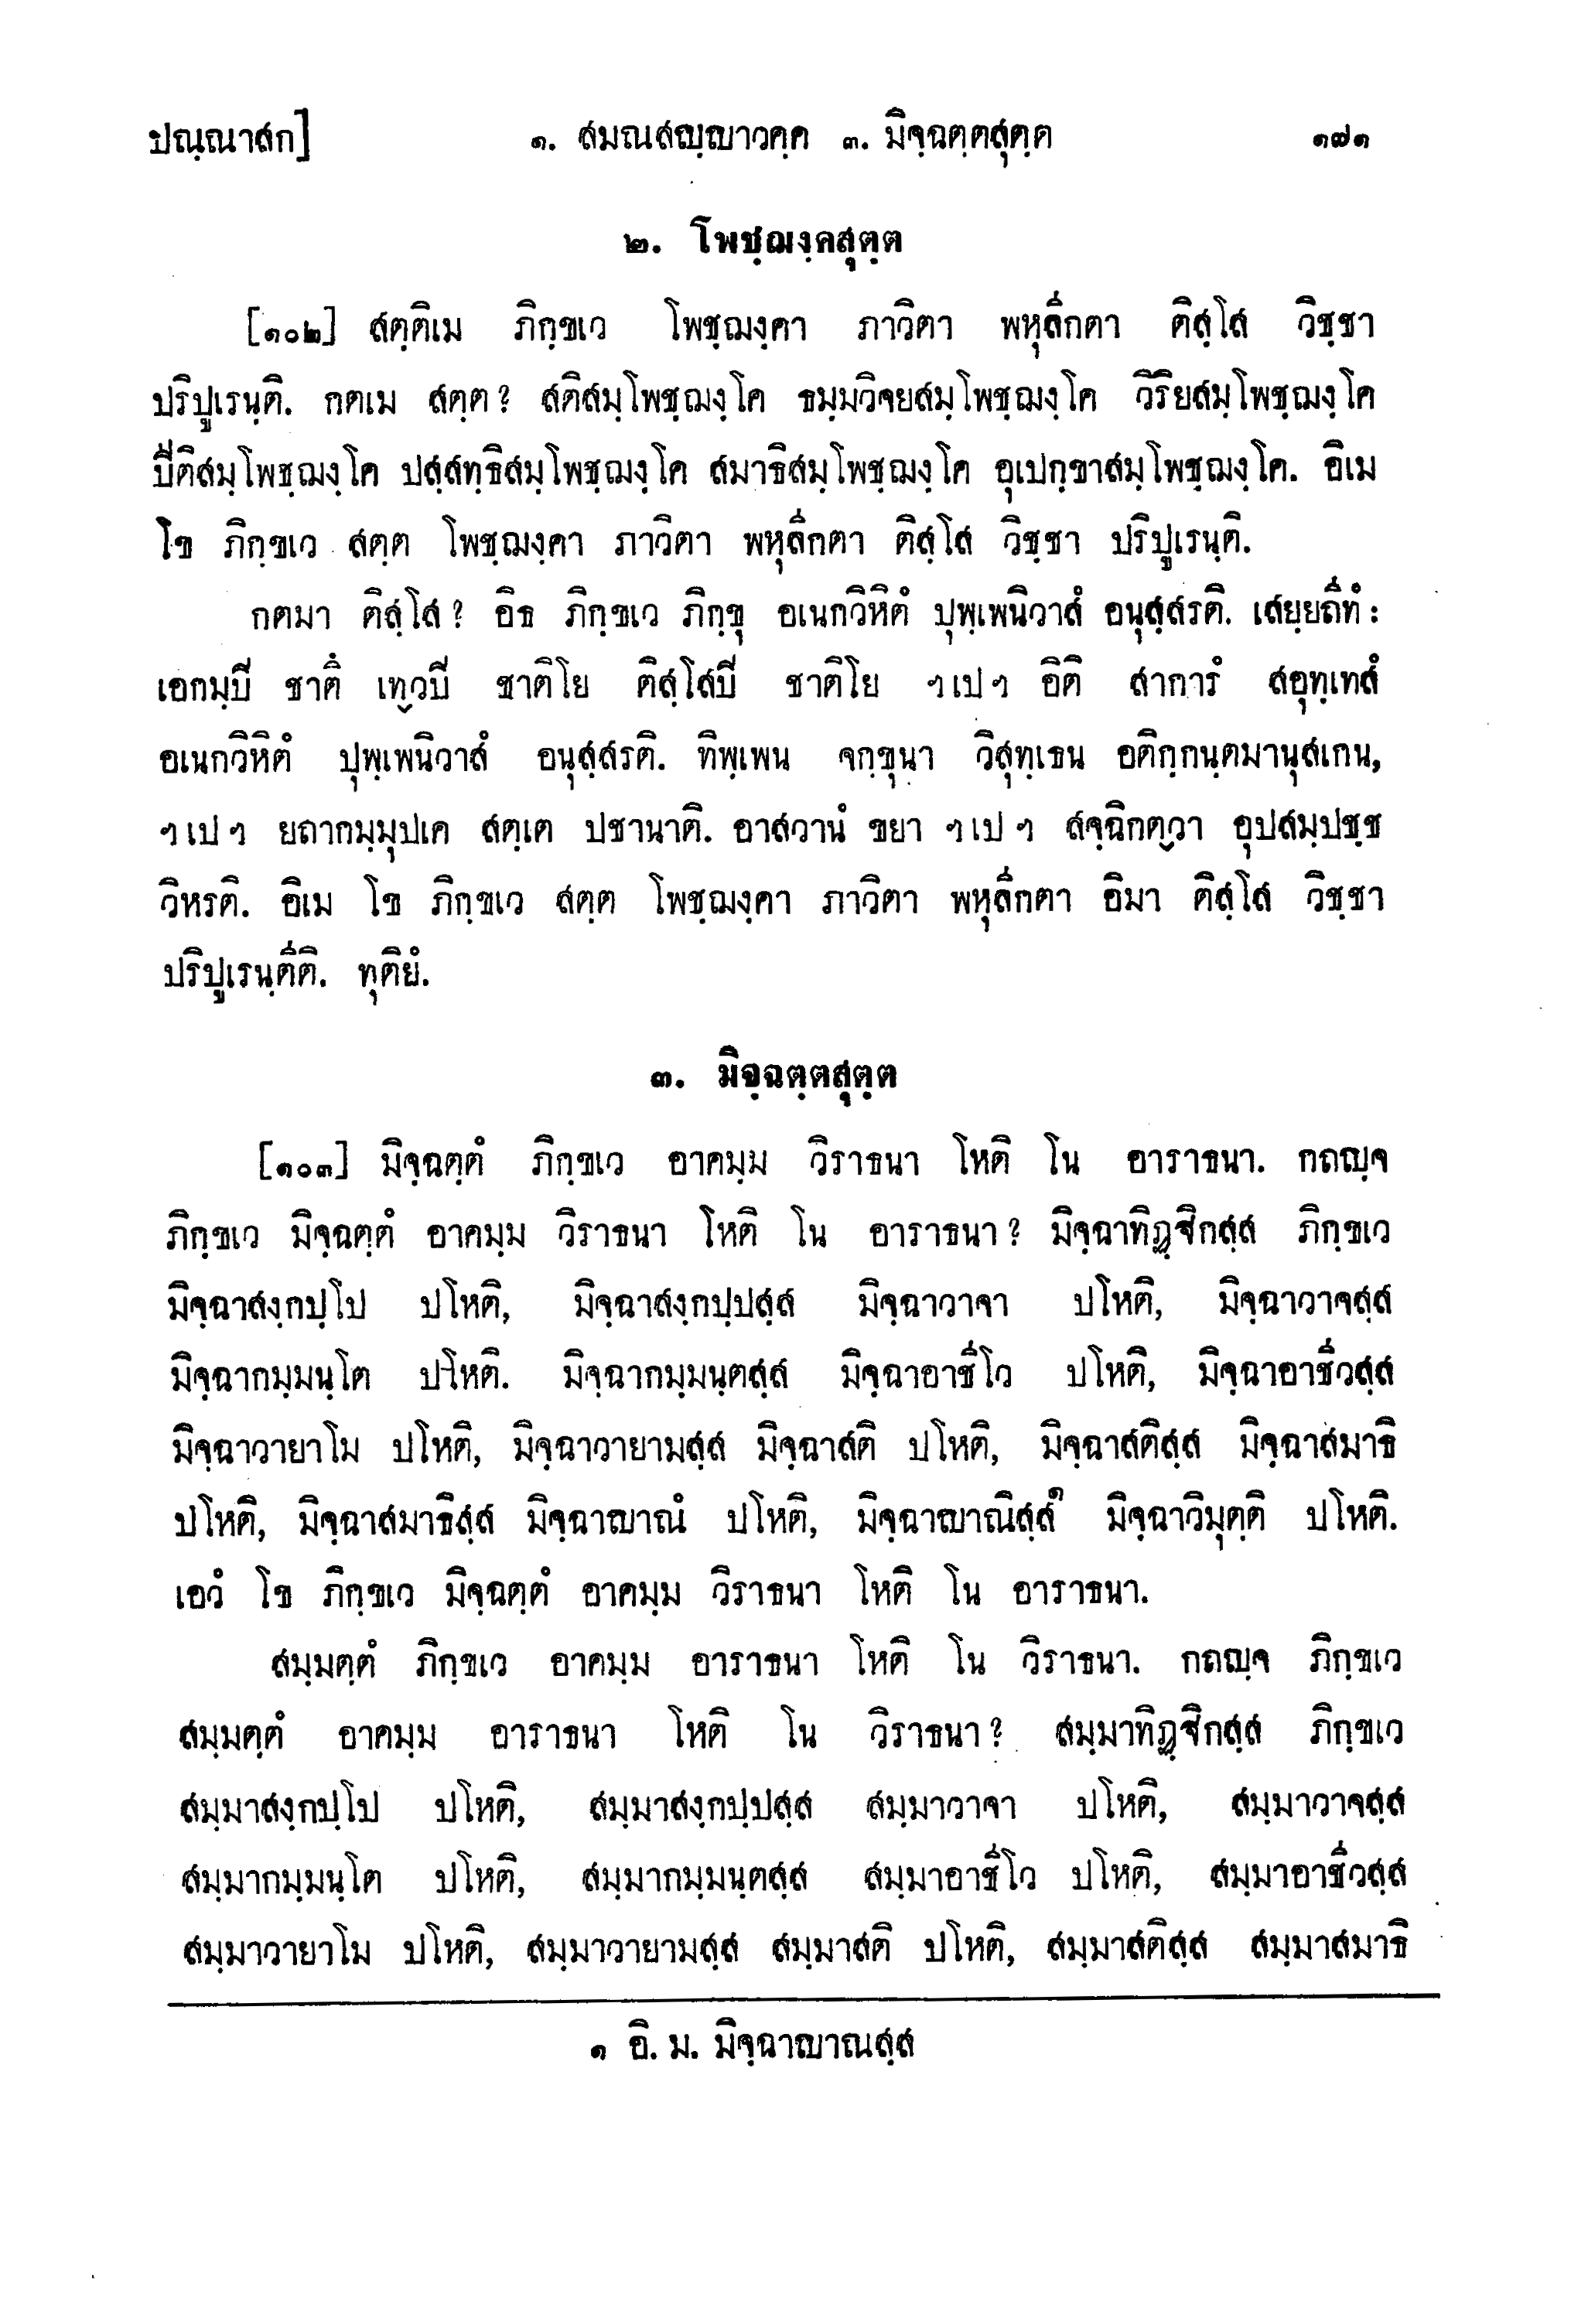 ปณฺณาสก]   ๑. สมณสญฺญาวคฺค ๓. มิจฺฉตฺตสุตฺต   ๑๗๑
๒. โพชฺฌงฺคสุตฺต
[๑๐๒] สตฺติเม ภิกฺขเว โพชฺฌงฺคา ภาวิตา พหุลีกตา ติสฺโส วิชฺชา
ปริปูเรนฺติ. กตเม สตฺต? สติสมฺโพชฺฌงฺโค ธมฺมวิจยสมฺโพชฺฌงฺโค วีริยสมฺโพชฺฌงฺโค
ปีติสมฺโพชฺฌงฺโค ปสฺสทฺธิสมฺโพชฺฌงฺโค สมาธิสมฺโพชฺฌงฺโค อุเปกฺขาสมฺโพชฺฌงฺโค. อิเม
โข ภิกฺขเว สตฺต โพชฺฌงฺคา ภาวิตา พหุลีกตา ติสฺโส วิชฺชา ปริปูเรนฺติ.
กตมา ติสฺโส? อิธ ภิกฺขเว ภิกฺขุ อเนกวิหิตํ ปุพฺเพนิวาสํ อนุสฺสรติ. เสยฺยถีทํ:
เอกมฺปิ ชาตึ เทฺวปิ ชาติโย ติสฺโสปิ ชาติโย ฯเปฯ อิติ สาการํ สอุทฺเทสํ
อเนกวิหิตํ ปุพฺเพนิวาสํ อนุสฺสรติ. ทิพฺเพน จกฺขุนา วิสุทฺเธน อติกฺกนฺตมานุสเกน,
ฯเปฯ ยถากมฺมุปเค สตฺเต ปชานาติ. อาสวานํ ขยา ฯเปฯ สจฺฉิกตฺวา อุปสมฺปชฺช
วิหรติ. อิเม โข ภิกฺขเว สตฺต โพชฺฌงฺคา ภาวิตา พหุลีกตา อิมา ติสฺโส วิชฺชา
ปริปูเรนฺตีติ. ทุติยํ.
๓. มิจฺฉตฺตสุตฺต
[๑๐๓] มิจฺฉตฺตํ ภิกฺขเว อาคมฺม วิราธนา โหติ โน อาราธนา. กถญฺจ
ภิกฺขเว มิจฺฉตฺตํ อาคมฺม วิราธนา โหติ โน อาราธนา? มิจฺฉาทิฏฺฐิกสฺส ภิกฺขเว
มิจฺฉาสงฺกปฺโป ปโหติ, มิจฺฉาสงฺกปฺปสฺส มิจฺฉาวาจา ปโหติ, มิจฺฉาวาจสฺส
มิจฺฉากมฺมนฺโต ปโหติ. มิจฺฉากมฺมนฺตสฺส มิจฺฉาอาชีโว ปโหติ, มิจฺฉาอาชีวสฺส
มิจฺฉาวายาโม ปโหติ, มิจฺฉาวายามสฺส มิจฺฉาสติ ปโหติ, มิจฺฉาสติสฺส มิจฺฉาสมาธิ
ปโหติ, มิจฺฉาสมาธิสฺส มิจฺฉาญาณํ ปโหติ, มิจฺฉาญาณิสฺส๑ มิจฺฉาวิมุตฺติ ปโหติ.
เอวํ โข ภิกฺขเว มิจฺฉตฺตํ อาคมฺม วิราธนา โหติ โน อาราธนา.
สมฺมตฺตํ ภิกฺขเว อาคมฺม อาราธนา โหติ โน วิราธนา. กถญฺจ ภิกฺขเว
สมฺมตฺตํ อาคมฺม อาราธนา โหติ โน วิราธนา? สมฺมาทิฏฺฐิกสฺส ภิกฺขเว
สมฺมาสงฺกปฺโป ปโหติ, สมฺมาสงฺกปฺปสฺส สมฺมาวาจา ปโหติ, สมฺมาวาจสฺส
สมฺมากมฺมนฺโต ปโหติ, สมฺมากมฺมนฺตสฺส สมฺมาอาชีโว ปโหติ, สมฺมาอาชีวสฺส
สมฺมาวายาโม ปโหติ, สมฺมาวายามสฺส สมฺมาสติ ปโหติ, สมฺมาสติสฺส สมฺมาสมาธิ
๑ อิ. ม. มิจฺฉาญาณสฺส